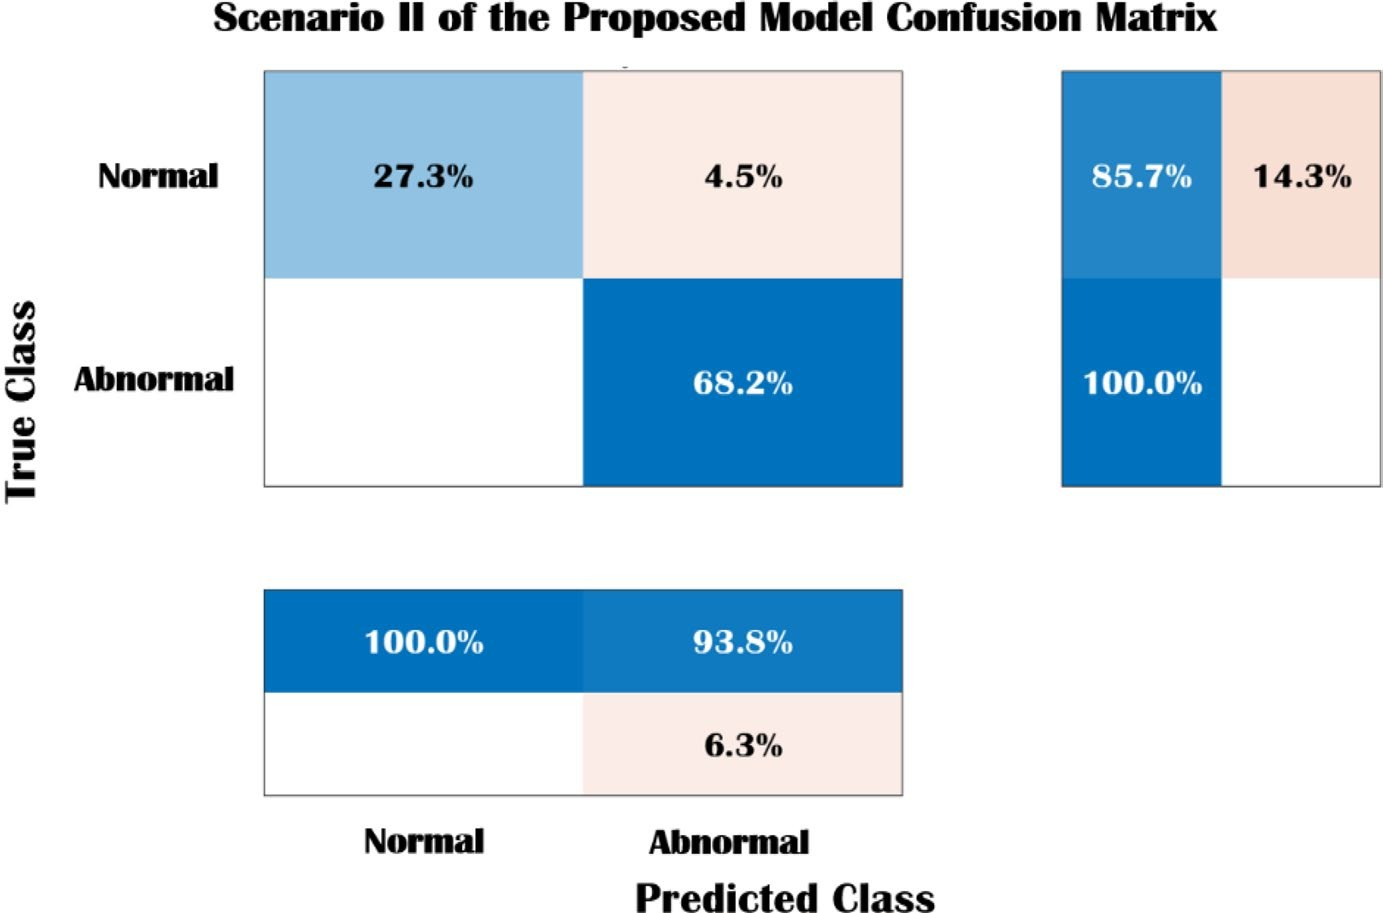 Scenario II of the Proposed Model Confusion Matrix
Normal
27.3%
4.5%
85.7%
14.3%
True Class
Abnormal
68.2%
100.0%
100.0%
93.8%
6.3%
Normal
Abnormal
Predicted Class